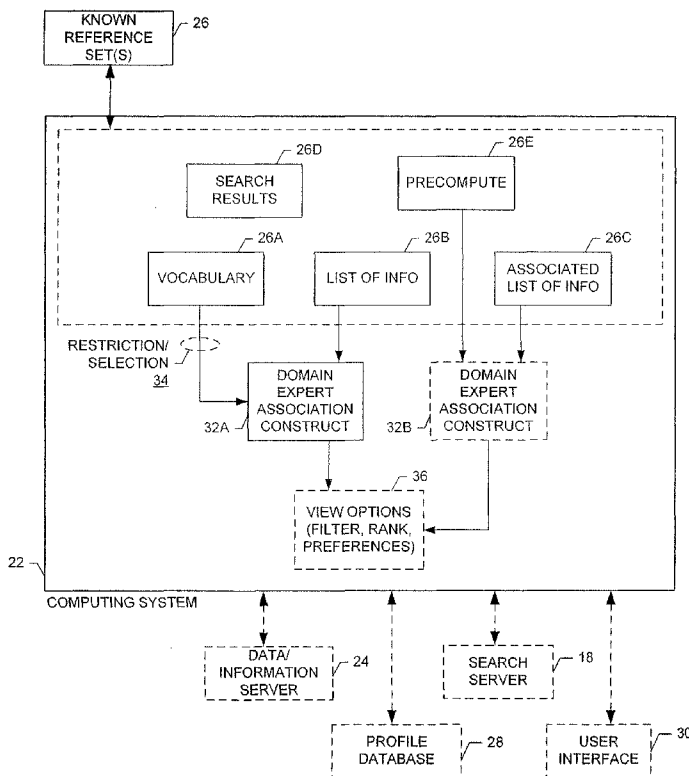 KNOWN
REFERENCE
SET(S)
26
26D
SEARCH
RESULTS
26E
PRECOMPUTE
26A
VOCABULARY
26B
LIST OF INFO
26C
ASSOCIATED
LIST OF INFO
RESTRICTION/
SELECTION
34
DOMAIN
EXPERT
ASSOCIATION
CONSTRUCT
32A
DOMAIN
EXPERT
ASSOCIATION
CONSTRUCT
32B
36
VIEW OPTIONS
(FILTER, RANK,
PREFERENCES)
22
COMPUTING SYSTEM
DATA/
INFORMATION
SERVER
24
SEARCH
SERVER
18
PROFILE
DATABASE
28
USER
INTERFACE
30